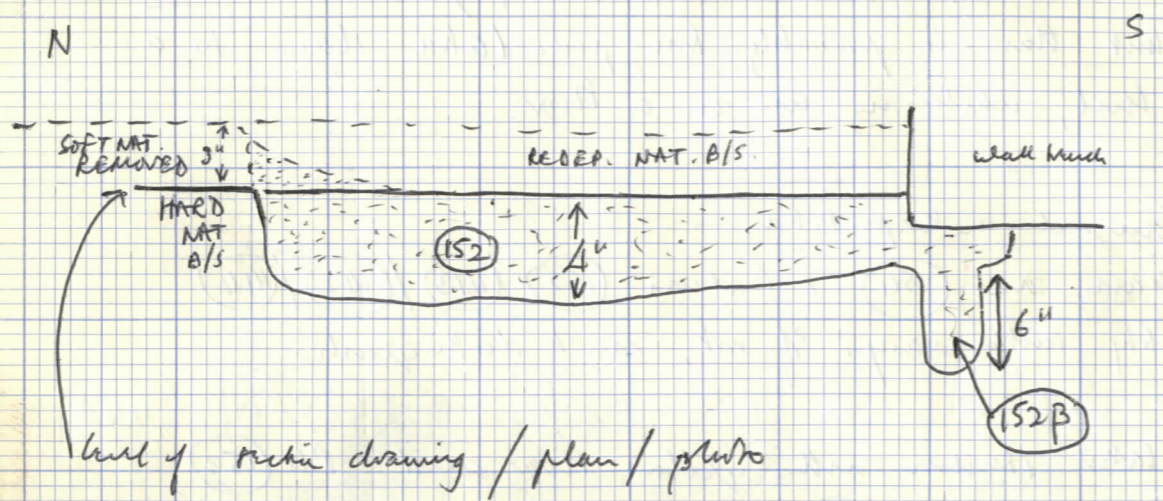 N
S
SOFT NAT.
REMOVED
3"
REDEP. NAT. B/S.
wall trench
HARD
NAT
B/S
152
4"
6"
152β
level of section drawing / plan / photo